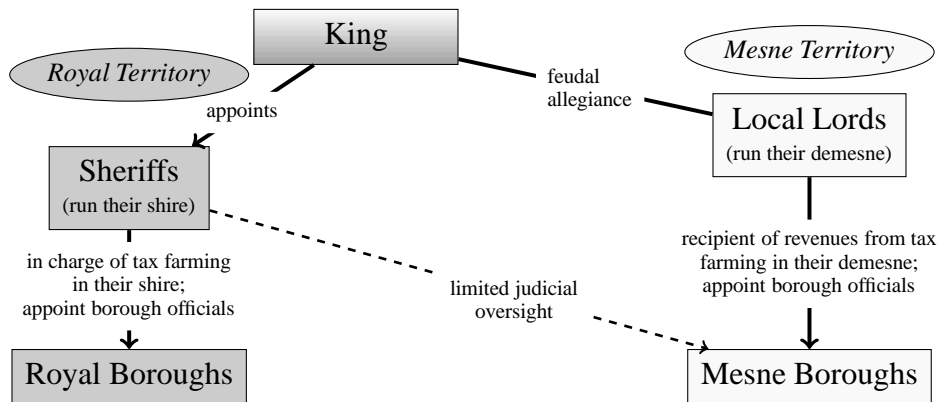 King
Royal Territory
Mesne Territory
feudal
allegiance
appoints
Local Lords
(run their demesne)
Sheriffs
(run their shire)
in charge of tax farming
in their shire;
appoint borough officials
recipient of revenues from tax
farming in their demesne;
appoint borough officials
limited judicial
oversight
Royal Boroughs
Mesne Boroughs